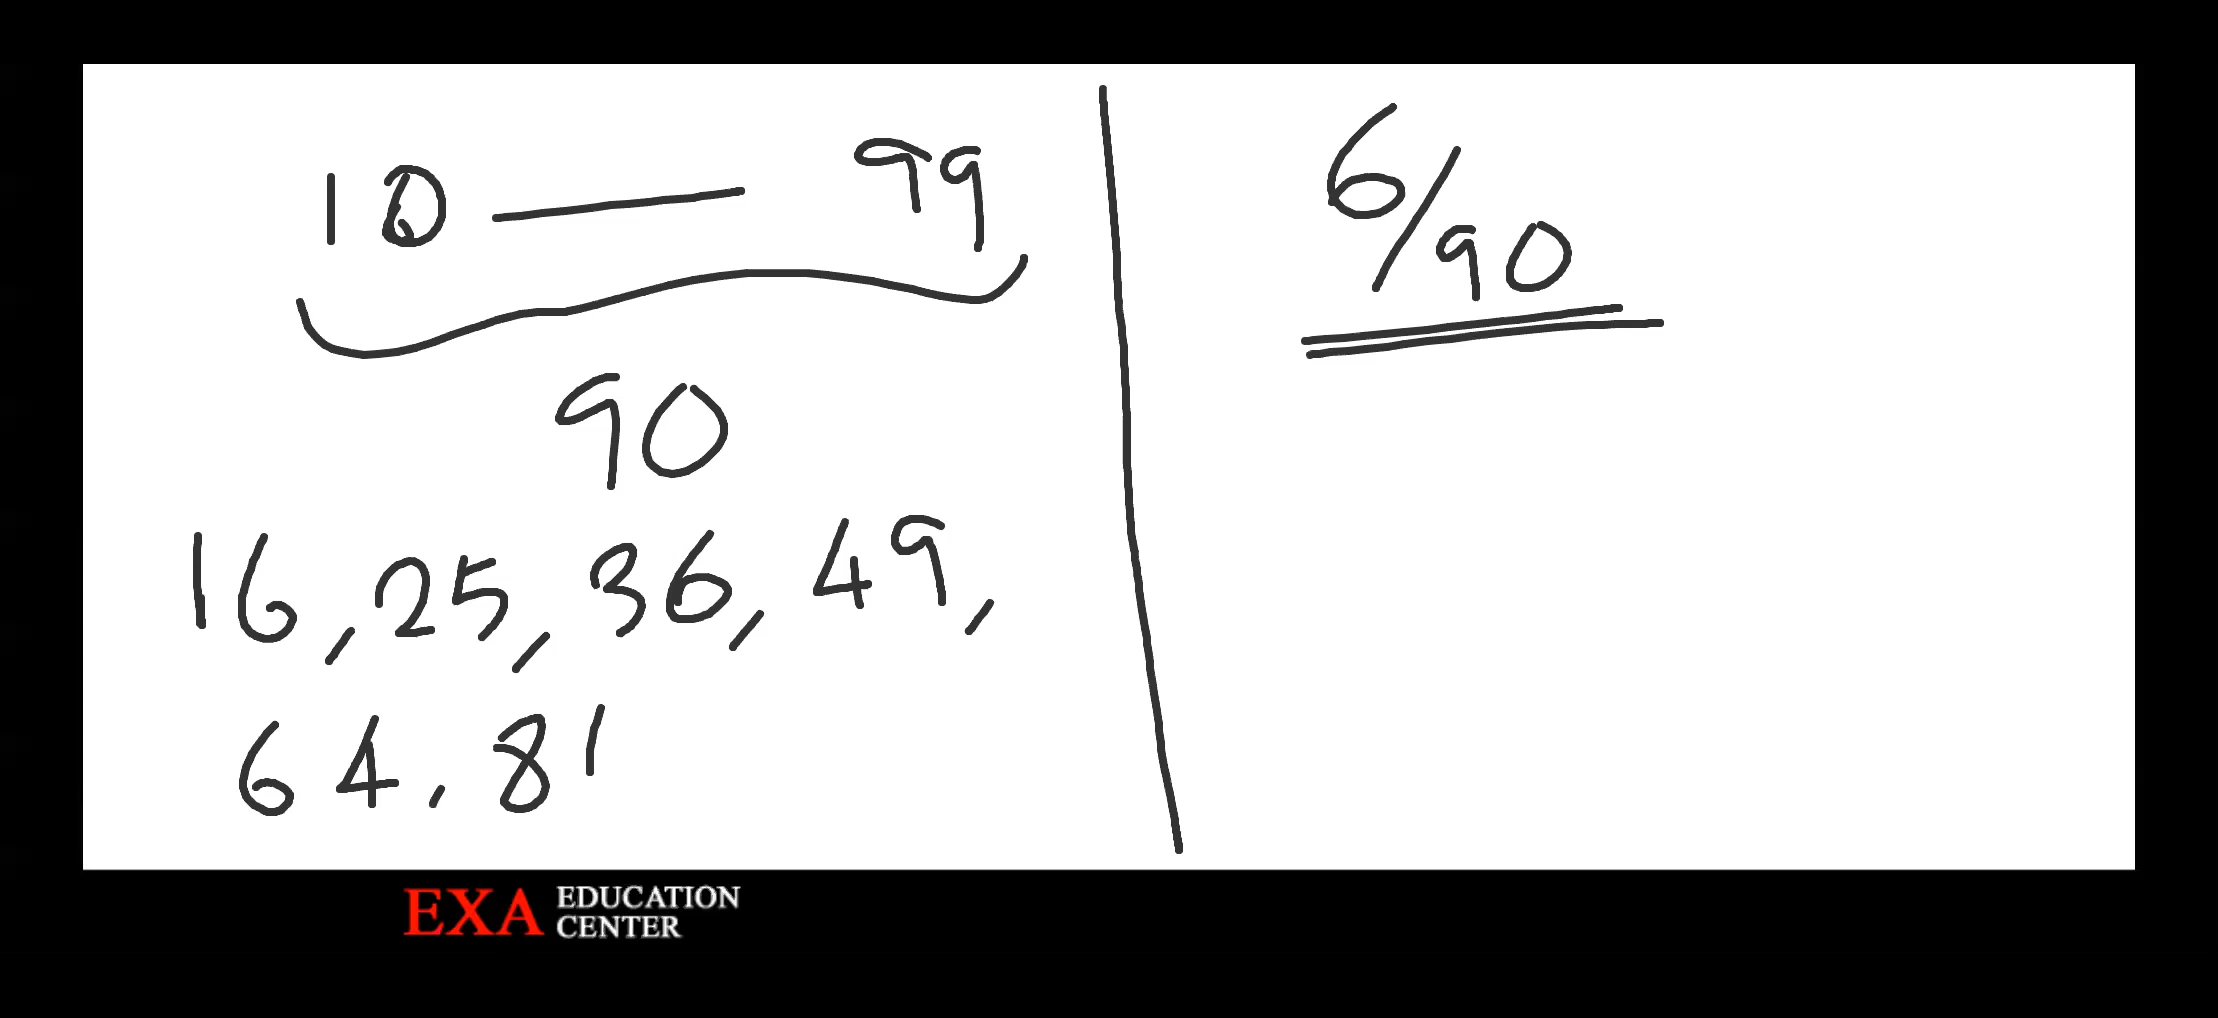 10 — 99
90
16, 25, 36, 49,
64, 81
6/90
EXA EDUCATION
CENTER